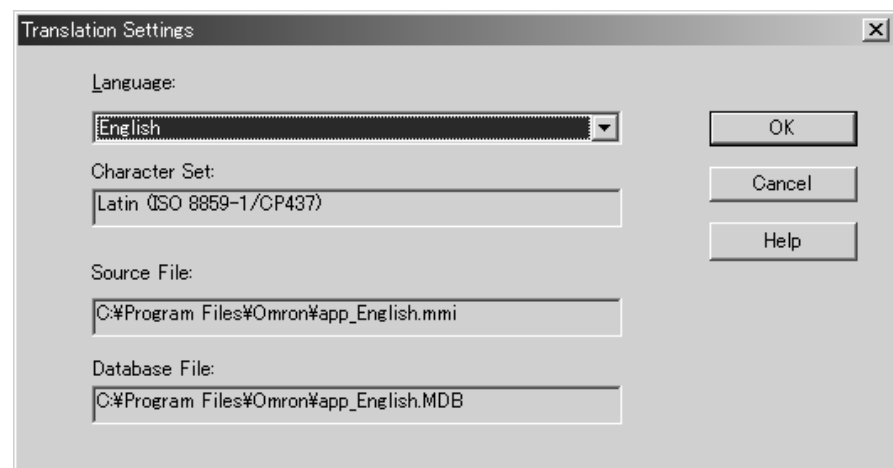 Translation Settings
Language:
English
OK
Character Set:
Cancel
Latin (ISO 8859-1/CP437)
Help
Source File:
C:¥Program Files¥Omron¥app_English.mmi
Database File:
C:¥Program Files¥Omron¥app_English.MDB